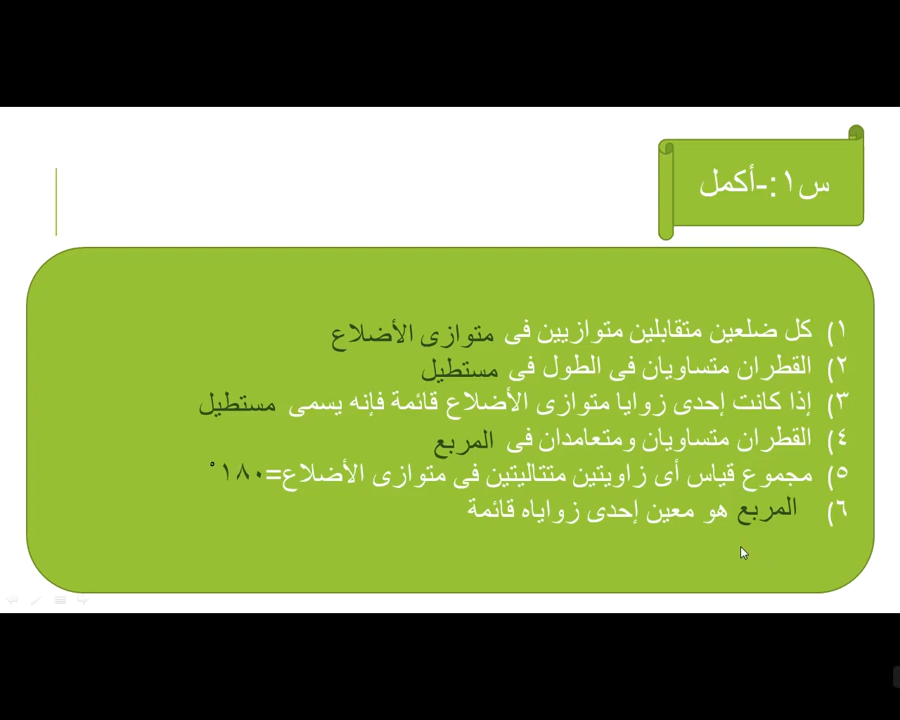 س١:-أكمل
١) كل ضلعين متقابلين متوازيين فى متوازى الأضلاع
٢) القطران متساويان فى الطول فى مستطيل
٣) إذا كانت إحدى زوايا متوازى الأضلاع قائمة فإنه يسمى مستطيل
٤) القطران متساويان ومتعامدان فى المربع
٥) مجموع قياس أى زاويتين متتاليتين فى متوازى الأضلاع=١٨٠°
٦) المربع هو معين إحدى زواياه قائمة